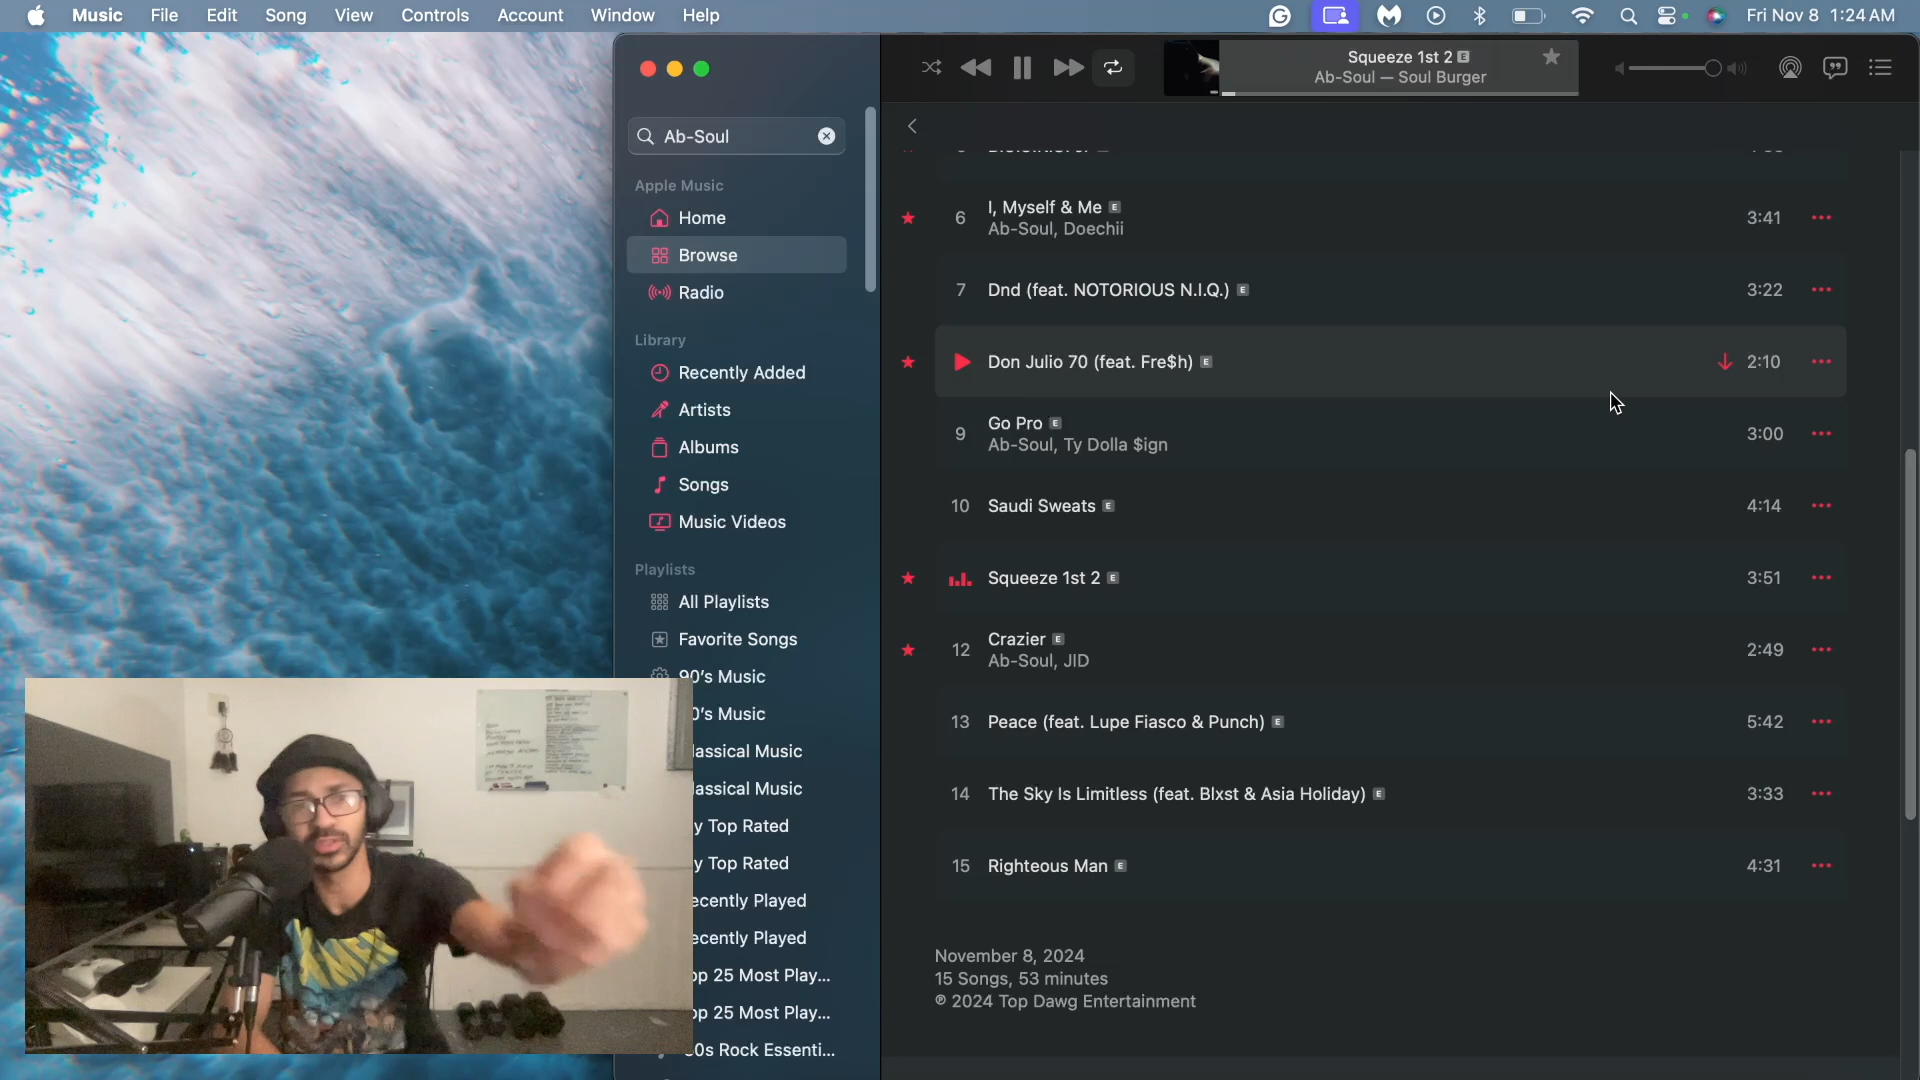 Music File Edit Song View Controls Account Window Help
Fri Nov 8 1:24 AM
Squeeze 1st 2 E
Ab-Soul — Soul Burger
Ab-Soul
Apple Music
Home
Browse
Radio
Library
Recently Added
Artists
Albums
Songs
Music Videos
Playlists
All Playlists
Favorite Songs
90's Music
0's Music
lassical Music
lassical Music
y Top Rated
y Top Rated
ecently Played
ecently Played
op 25 Most Play...
op 25 Most Play...
0s Rock Essenti...
6 I, Myself & Me E 3:41
Ab-Soul, Doechii
7 Dnd (feat. NOTORIOUS N.I.Q.) E 3:22
Don Julio 70 (feat. Fre$h) E 2:10
9 Go Pro E 3:00
Ab-Soul, Ty Dolla $ign
10 Saudi Sweats E 4:14
Squeeze 1st 2 E 3:51
12 Crazier E 2:49
Ab-Soul, JID
13 Peace (feat. Lupe Fiasco & Punch) E 5:42
14 The Sky Is Limitless (feat. Blxst & Asia Holiday) E 3:33
15 Righteous Man E 4:31
November 8, 2024
15 Songs, 53 minutes
℗ 2024 Top Dawg Entertainment
XMEN